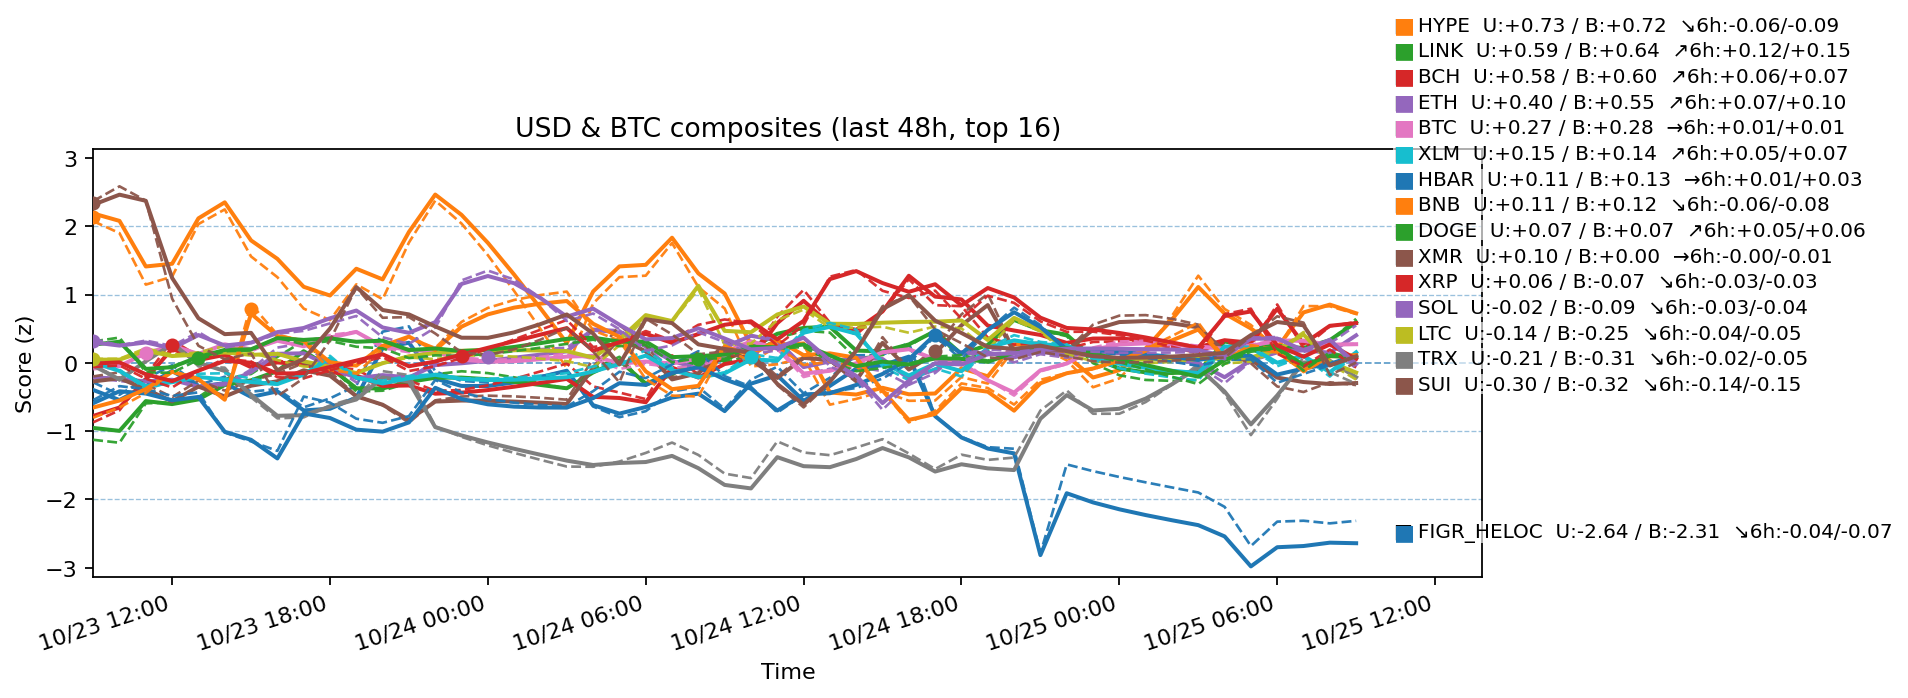 HYPE  U:+0.73 / B:+0.72  ↘6h:-0.06/-0.09
LINK  U:+0.59 / B:+0.64  ↗6h:+0.12/+0.15
BCH  U:+0.58 / B:+0.60  ↗6h:+0.06/+0.07
ETH  U:+0.40 / B:+0.55  ↗6h:+0.07/+0.10
BTC  U:+0.27 / B:+0.28  →6h:+0.01/+0.01
XLM  U:+0.15 / B:+0.14  ↗6h:+0.05/+0.07
HBAR  U:+0.11 / B:+0.13  →6h:+0.01/+0.03
BNB  U:+0.11 / B:+0.12  ↘6h:-0.06/-0.08
DOGE  U:+0.07 / B:+0.07  ↗6h:+0.05/+0.06
XMR  U:+0.10 / B:+0.00  →6h:-0.00/-0.01
XRP  U:+0.06 / B:-0.07  ↘6h:-0.03/-0.03
SOL  U:-0.02 / B:-0.09  ↘6h:-0.03/-0.04
LTC  U:-0.14 / B:-0.25  ↘6h:-0.04/-0.05
TRX  U:-0.21 / B:-0.31  ↘6h:-0.02/-0.05
SUI  U:-0.30 / B:-0.32  ↘6h:-0.14/-0.15
FIGR_HELOC  U:-2.64 / B:-2.31  ↘6h:-0.04/-0.07
USD & BTC composites (last 48h, top 16)
Score (z)
3
2
1
0
−1
−2
−3
10/23 12:00
10/23 18:00
10/24 00:00
10/24 06:00
10/24 12:00
10/24 18:00
10/25 00:00
10/25 06:00
10/25 12:00
Time